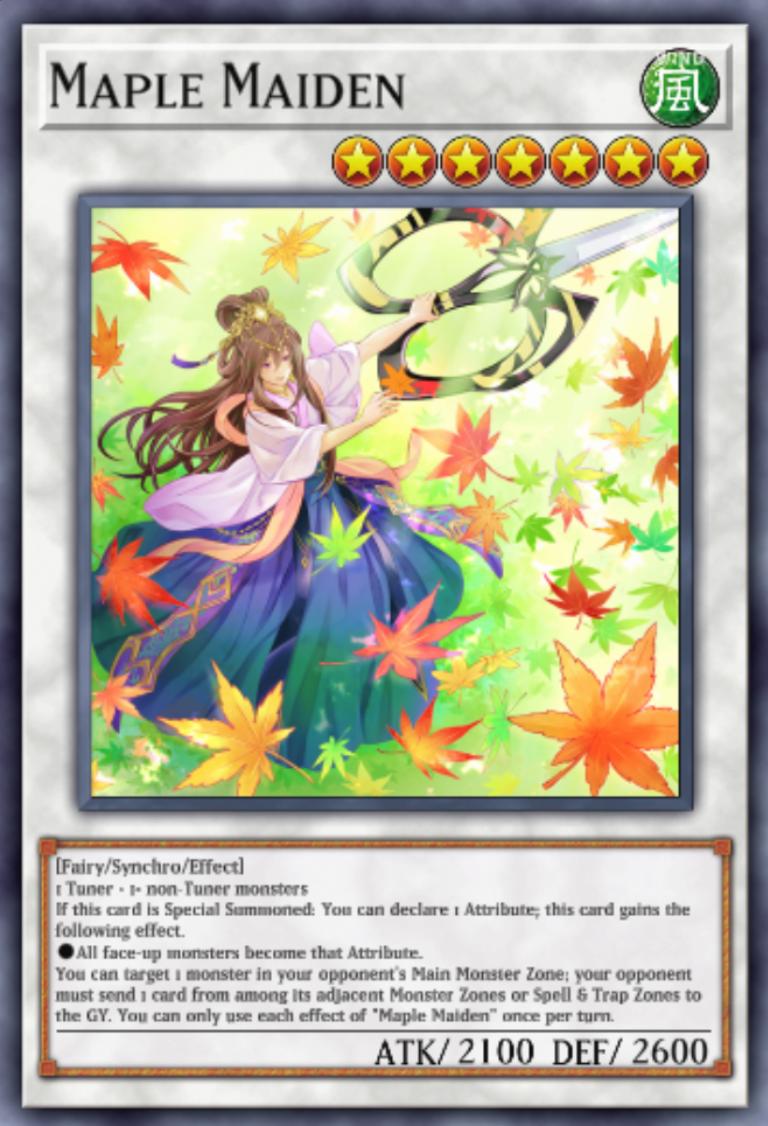 MAPLE MAIDEN
WIND
風
[Fairy/Synchro/Effect]
1 Tuner + 1+ non-Tuner monsters
If this card is Special Summoned: You can declare 1 Attribute; this card gains the
following effect.
●All face-up monsters become that Attribute.
You can target 1 monster in your opponent's Main Monster Zone; your opponent
must send 1 card from among its adjacent Monster Zones or Spell & Trap Zones to
the GY. You can only use each effect of "Maple Maiden" once per turn.
ATK/ 2100 DEF/ 2600